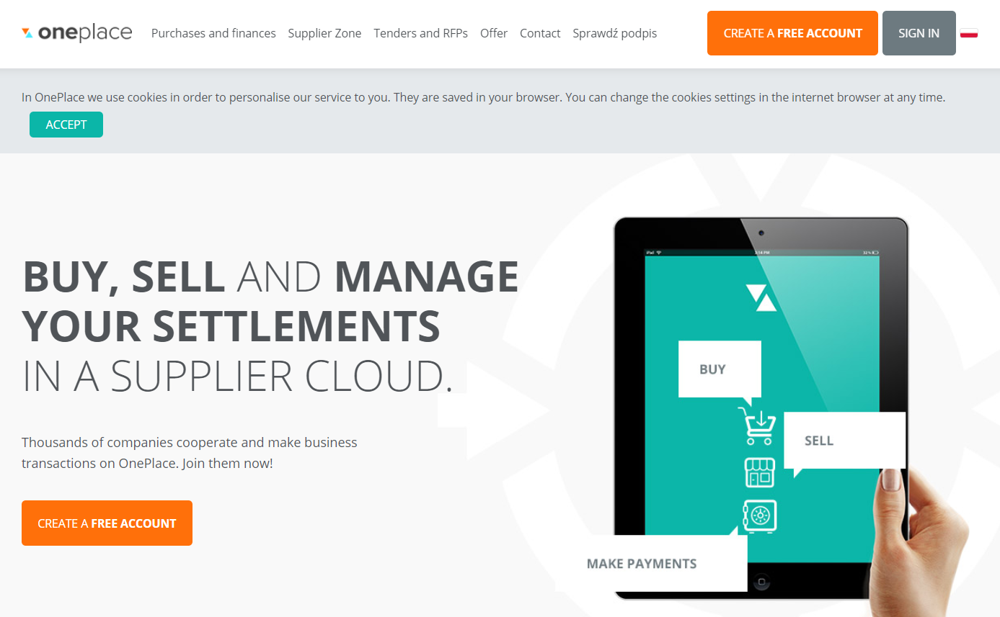 oneplace
Purchases and finances
Supplier Zone
Tenders and RFPs
Offer
Contact
Sprawdź podpis
CREATE A FREE ACCOUNT
SIGN IN
In OnePlace we use cookies in order to personalise our service to you. They are saved in your browser. You can change the cookies settings in the internet browser at any time.
ACCEPT
BUY, SELL AND MANAGE
YOUR SETTLEMENTS
IN A SUPPLIER CLOUD.
Thousands of companies cooperate and make business
transactions on OnePlace. Join them now!
CREATE A FREE ACCOUNT
iPad
BUY
SELL
MAKE PAYMENTS